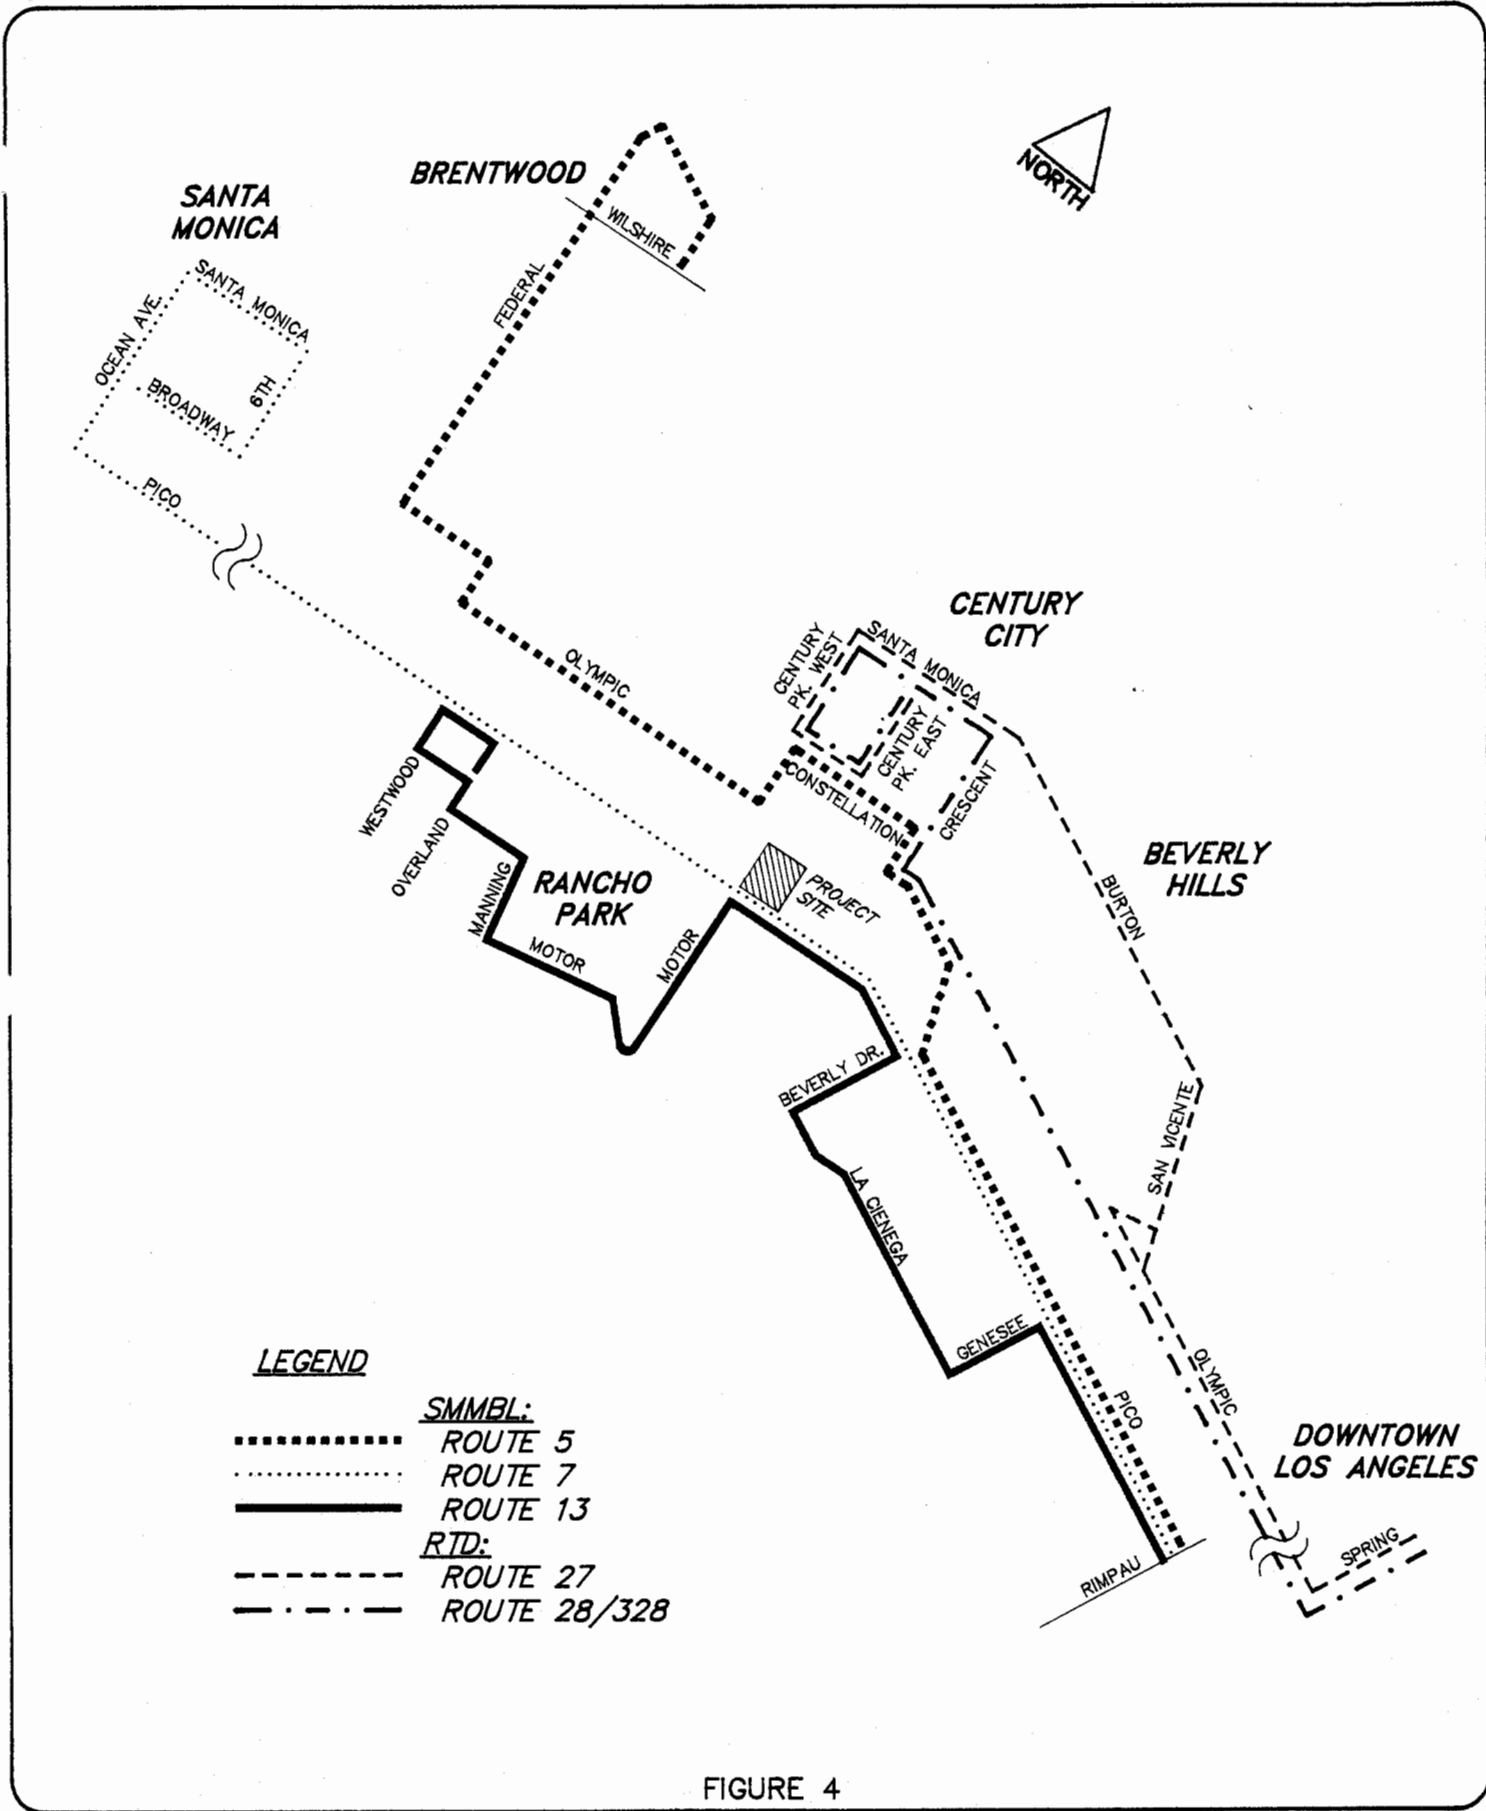 NORTH
BRENTWOOD
SANTA
MONICA
WILSHIRE
SANTA MONICA
OCEAN AVE.
FEDERAL
6TH
BROADWAY
PICO
CENTURY
CITY
OLYMPIC
CENTURY
PK. WEST
SANTA MONICA
CENTURY
PK. EAST
CONSTELLATION
CRESCENT
WESTWOOD
OVERLAND
MANNING
RANCHO
PARK
PROJECT
SITE
BEVERLY
HILLS
BURTON
MOTOR
MOTOR
BEVERLY DR.
SAN VICENTE
LA CIENEGA
GENESEE
PICO
OLYMPIC
DOWNTOWN
LOS ANGELES
SPRING
RIMPAU
LEGEND
SMMBL:
ROUTE 5
ROUTE 7
ROUTE 13
RTD:
ROUTE 27
ROUTE 28/328
FIGURE 4